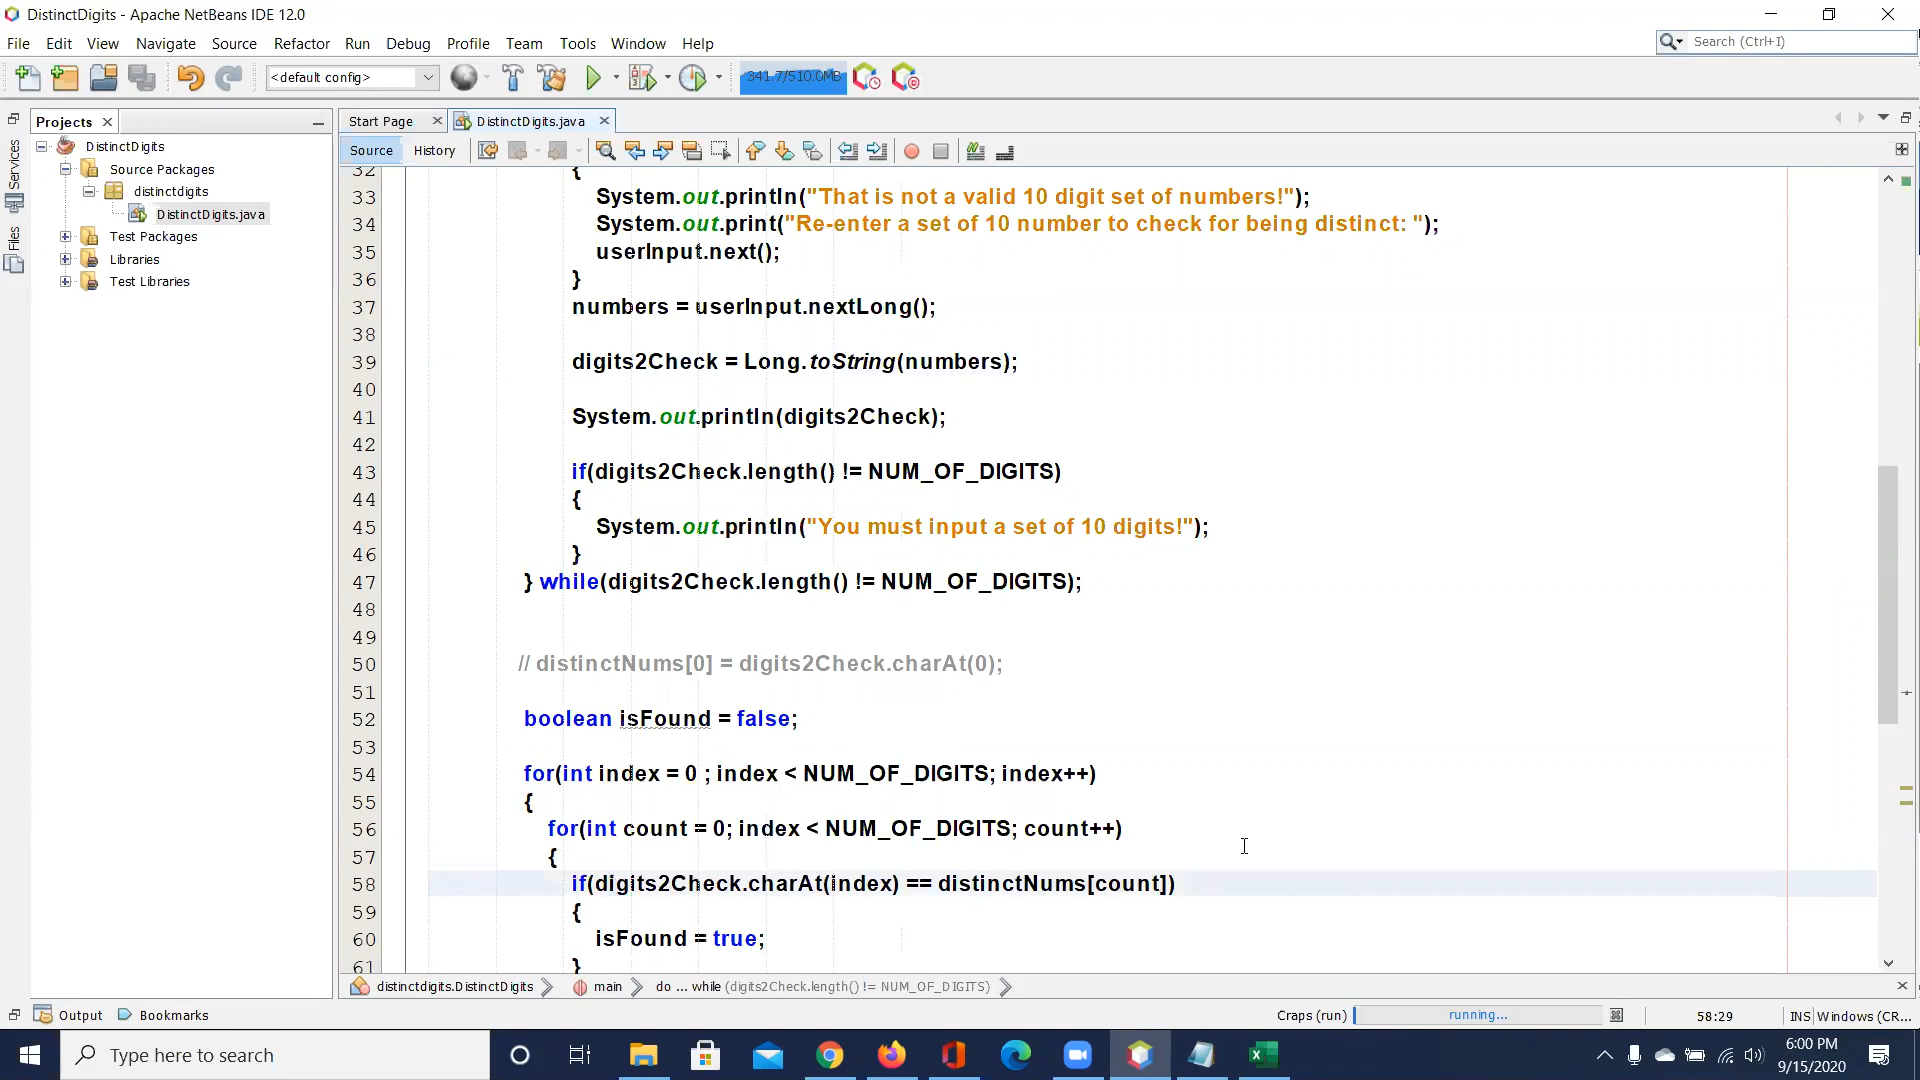 DistinctDigits - Apache NetBeans IDE 12.0
File Edit View Navigate Source Refactor Run Debug Profile Team Tools Window Help
Search (Ctrl+I)
<default config>
341.7/510.0MB
Projects
Start Page
DistinctDigits.java
Services
Files
DistinctDigits
Source Packages
distinctdigits
DistinctDigits.java
Test Packages
Libraries
Test Libraries
Source History
32 {
33 System.out.println("That is not a valid 10 digit set of numbers!");
34 System.out.print("Re-enter a set of 10 number to check for being distinct: ");
35 userInput.next();
36 }
37 numbers = userInput.nextLong();
38
39 digits2Check = Long.toString(numbers);
40
41 System.out.println(digits2Check);
42
43 if(digits2Check.length() != NUM_OF_DIGITS)
44 {
45 System.out.println("You must input a set of 10 digits!");
46 }
47 } while(digits2Check.length() != NUM_OF_DIGITS);
48
49
50 // distinctNums[0] = digits2Check.charAt(0);
51
52 boolean isFound = false;
53
54 for(int index = 0 ; index < NUM_OF_DIGITS; index++)
55 {
56 for(int count = 0; index < NUM_OF_DIGITS; count++)
57 {
58 if(digits2Check.charAt(index) == distinctNums[count])
59 {
60 isFound = true;
61 }
distinctdigits.DistinctDigits main do ... while (digits2Check.length() != NUM_OF_DIGITS)
Output Bookmarks
Craps (run) running... 58:29 INS Windows (CR...
Type here to search
6:00 PM
9/15/2020